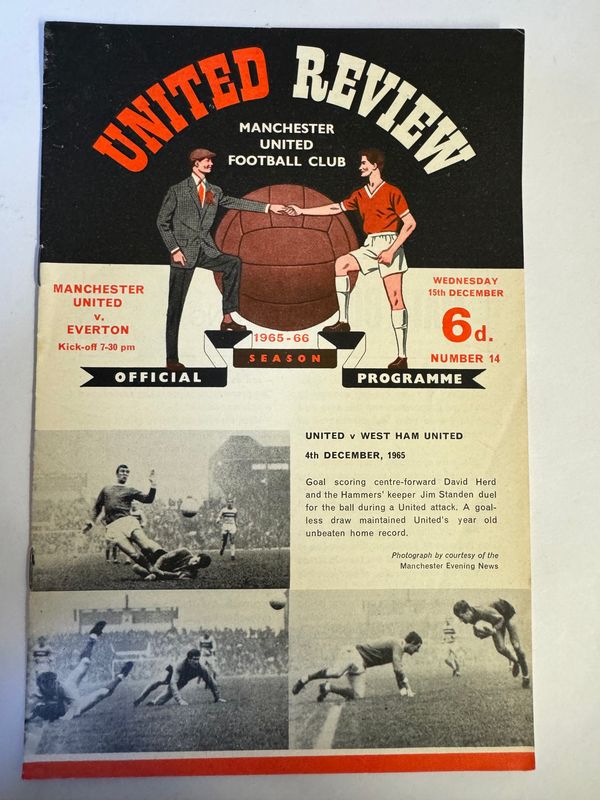 UNITED REVIEW
MANCHESTER
UNITED
FOOTBALL CLUB
MANCHESTER
UNITED
v.
EVERTON
Kick-off 7-30 pm
WEDNESDAY
15th DECEMBER
6d.
NUMBER 14
1965-66
SEASON
OFFICIAL
PROGRAMME
UNITED v WEST HAM UNITED
4th DECEMBER, 1965
Goal scoring centre-forward David Herd
and the Hammers' keeper Jim Standen duel
for the ball during a United attack. A goal-
less draw maintained United's year old
unbeaten home record.
Photograph by courtesy of the
Manchester Evening News